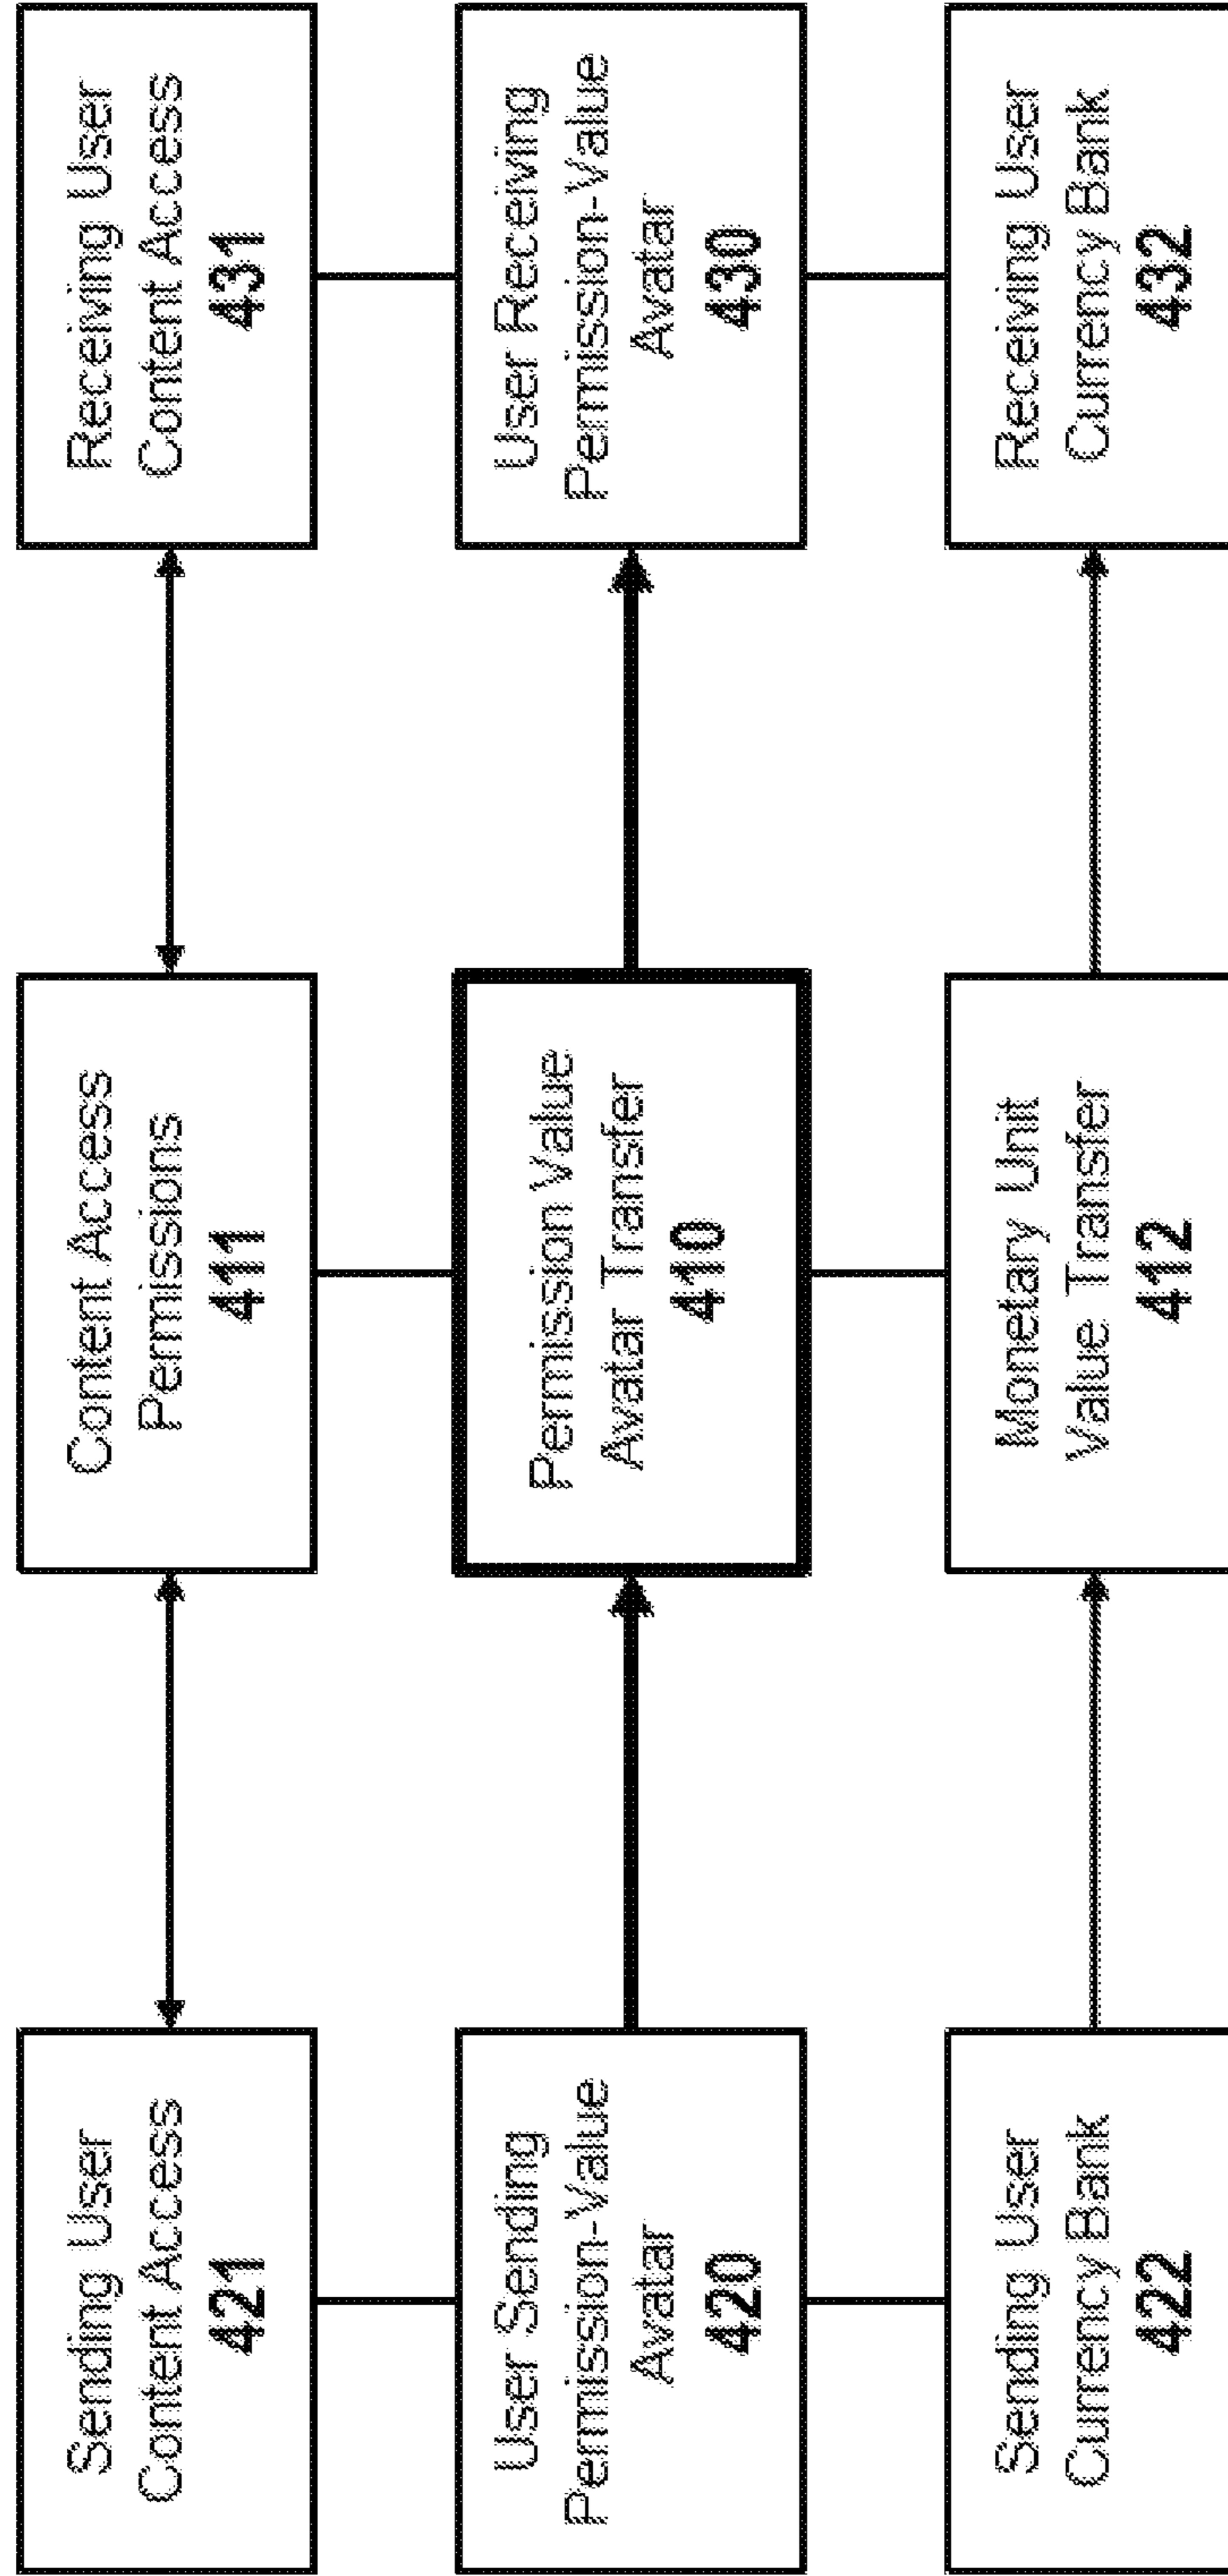 Sending User
Content Access
421
Content Access
Permissions
411
Receiving User
Content Access
431
User Sending
Permission-Value
Avatar
420
Permission Value
Avatar Transfer
410
User Receiving
Permission-Value
Avatar
430
Sending User
Currency Bank
422
Monetary Unit
Value Transfer
412
Receiving User
Currency Bank
432